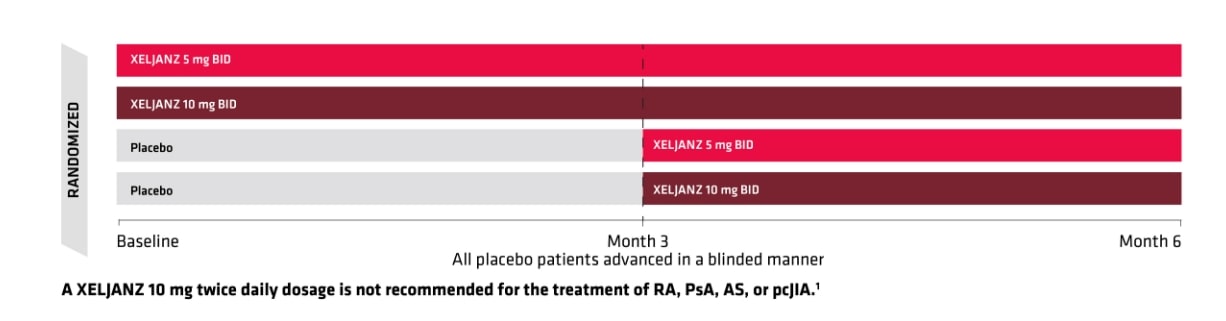 RANDOMIZED
XELJANZ 5 mg BID
XELJANZ 10 mg BID
Placebo
XELJANZ 5 mg BID
Placebo
XELJANZ 10 mg BID
Baseline
Month 3
Month 6
All placebo patients advanced in a blinded manner
A XELJANZ 10 mg twice daily dosage is not recommended for the treatment of RA, PsA, AS, or pcJIA.¹